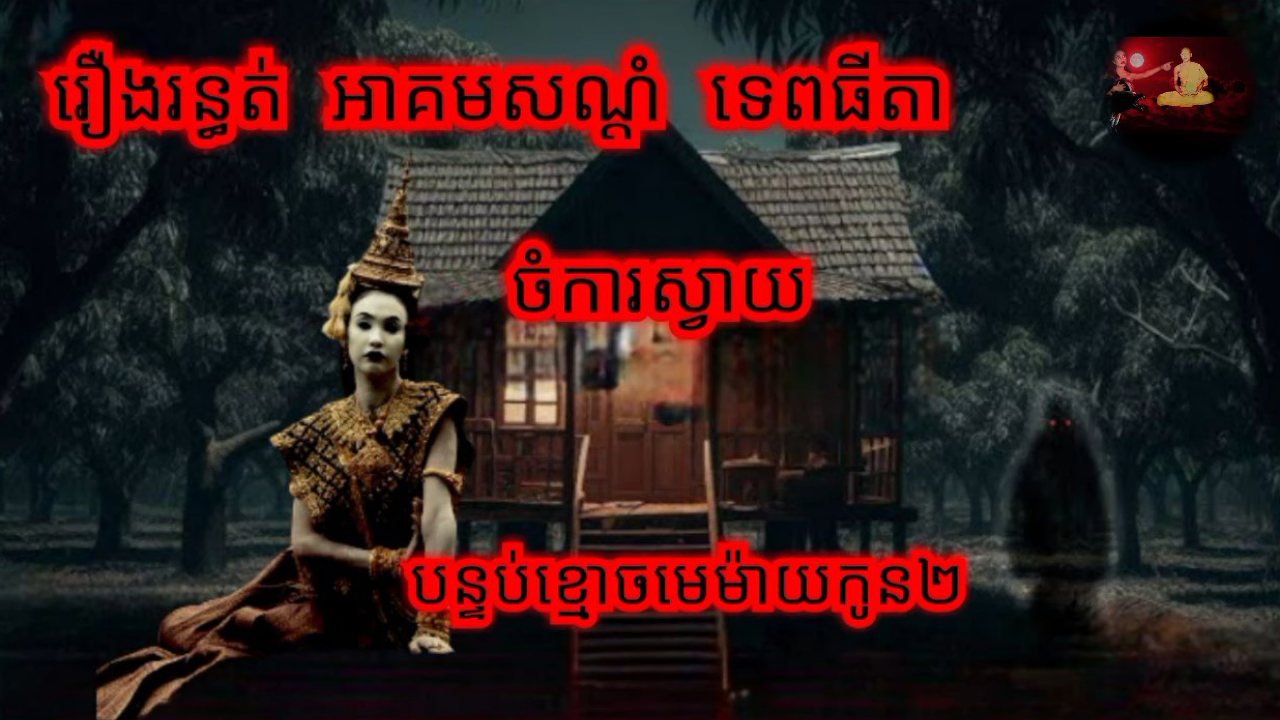 រឿងរន្ធត់ អាគមសណ្ដំ ទេពធីតា
ចំការស្វាយ
បន្ទប់ខ្មោចមេម៉ាយកូន២